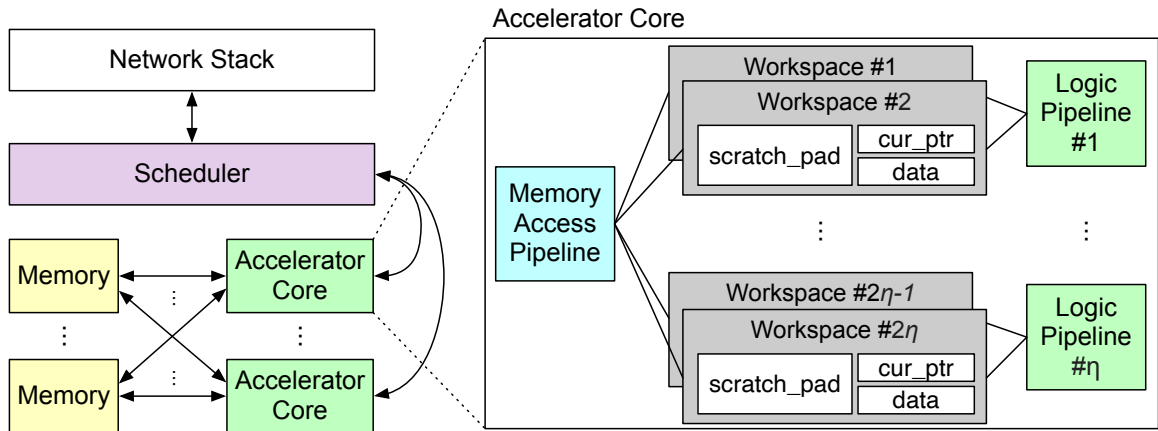 Accelerator Core
Network Stack
Scheduler
Memory
Accelerator
Core
...
...
...
Memory
Accelerator
Core
...
Memory
Access
Pipeline
Workspace #1
Workspace #2
scratch_pad
cur_ptr
data
Logic
Pipeline
#1
...
...
Workspace #2η-1
Workspace #2η
scratch_pad
cur_ptr
data
Logic
Pipeline
#η